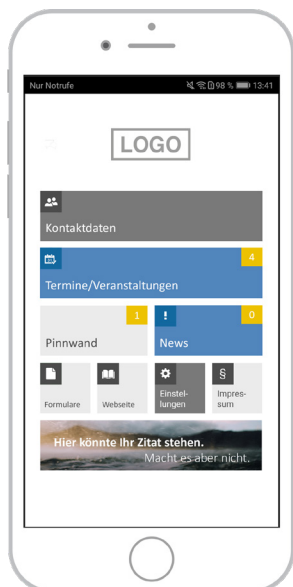 Nur Notrufe 98 % 13:41
LOGO
Kontaktdaten
4
Termine/Veranstaltungen
1
Pinnwand
!
0
News
Formulare
Webseite
Einstel-
lungen
§
Impres-
sum
Hier könnte Ihr Zitat stehen.
Macht es aber nicht.